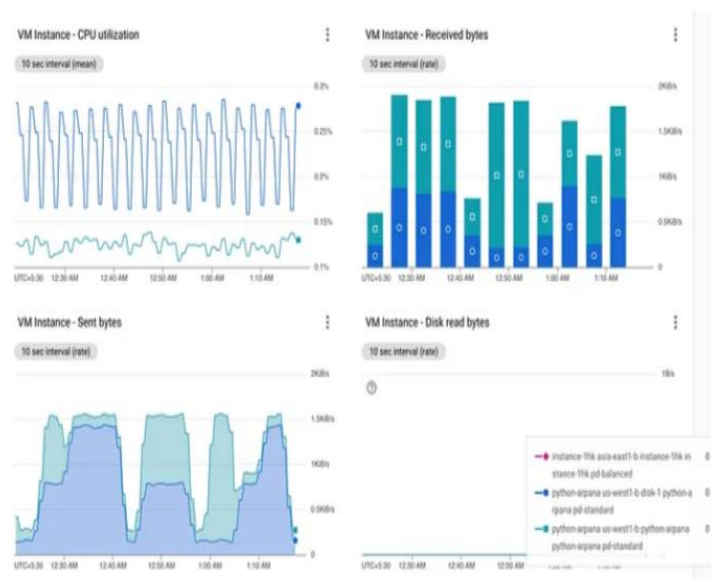 VM Instance - CPU utilization
10 sec interval (mean)
0.3%
0.25%
0.2%
0.15%
0.1%
UTC+5:30 12:30 AM 12:40 AM 12:50 AM 1:00 AM 1:10 AM
VM Instance - Received bytes
10 sec interval (rate)
2KiB/s
1.5KiB/s
1KiB/s
0.5KiB/s
0
UTC+5:30 12:30 AM 12:40 AM 12:50 AM 1:00 AM 1:10 AM
VM Instance - Sent bytes
10 sec interval (rate)
2KiB/s
1.5KiB/s
1KiB/s
0.5KiB/s
0
UTC+5:30 12:30 AM 12:40 AM 12:50 AM 1:00 AM 1:10 AM
VM Instance - Disk read bytes
10 sec interval (rate)
1B/s
instance-1hk asia-east1-b instance-1hk in 0
stance-1hk pd-balanced
python-arpana us-west1-b disk-1 python-a 0
rpana pd-standard
python-arpana us-west1-b python-arpana 0
python-arpana pd-standard
UTC+5:30 12:30 AM 12:40 AM 12:50 AM